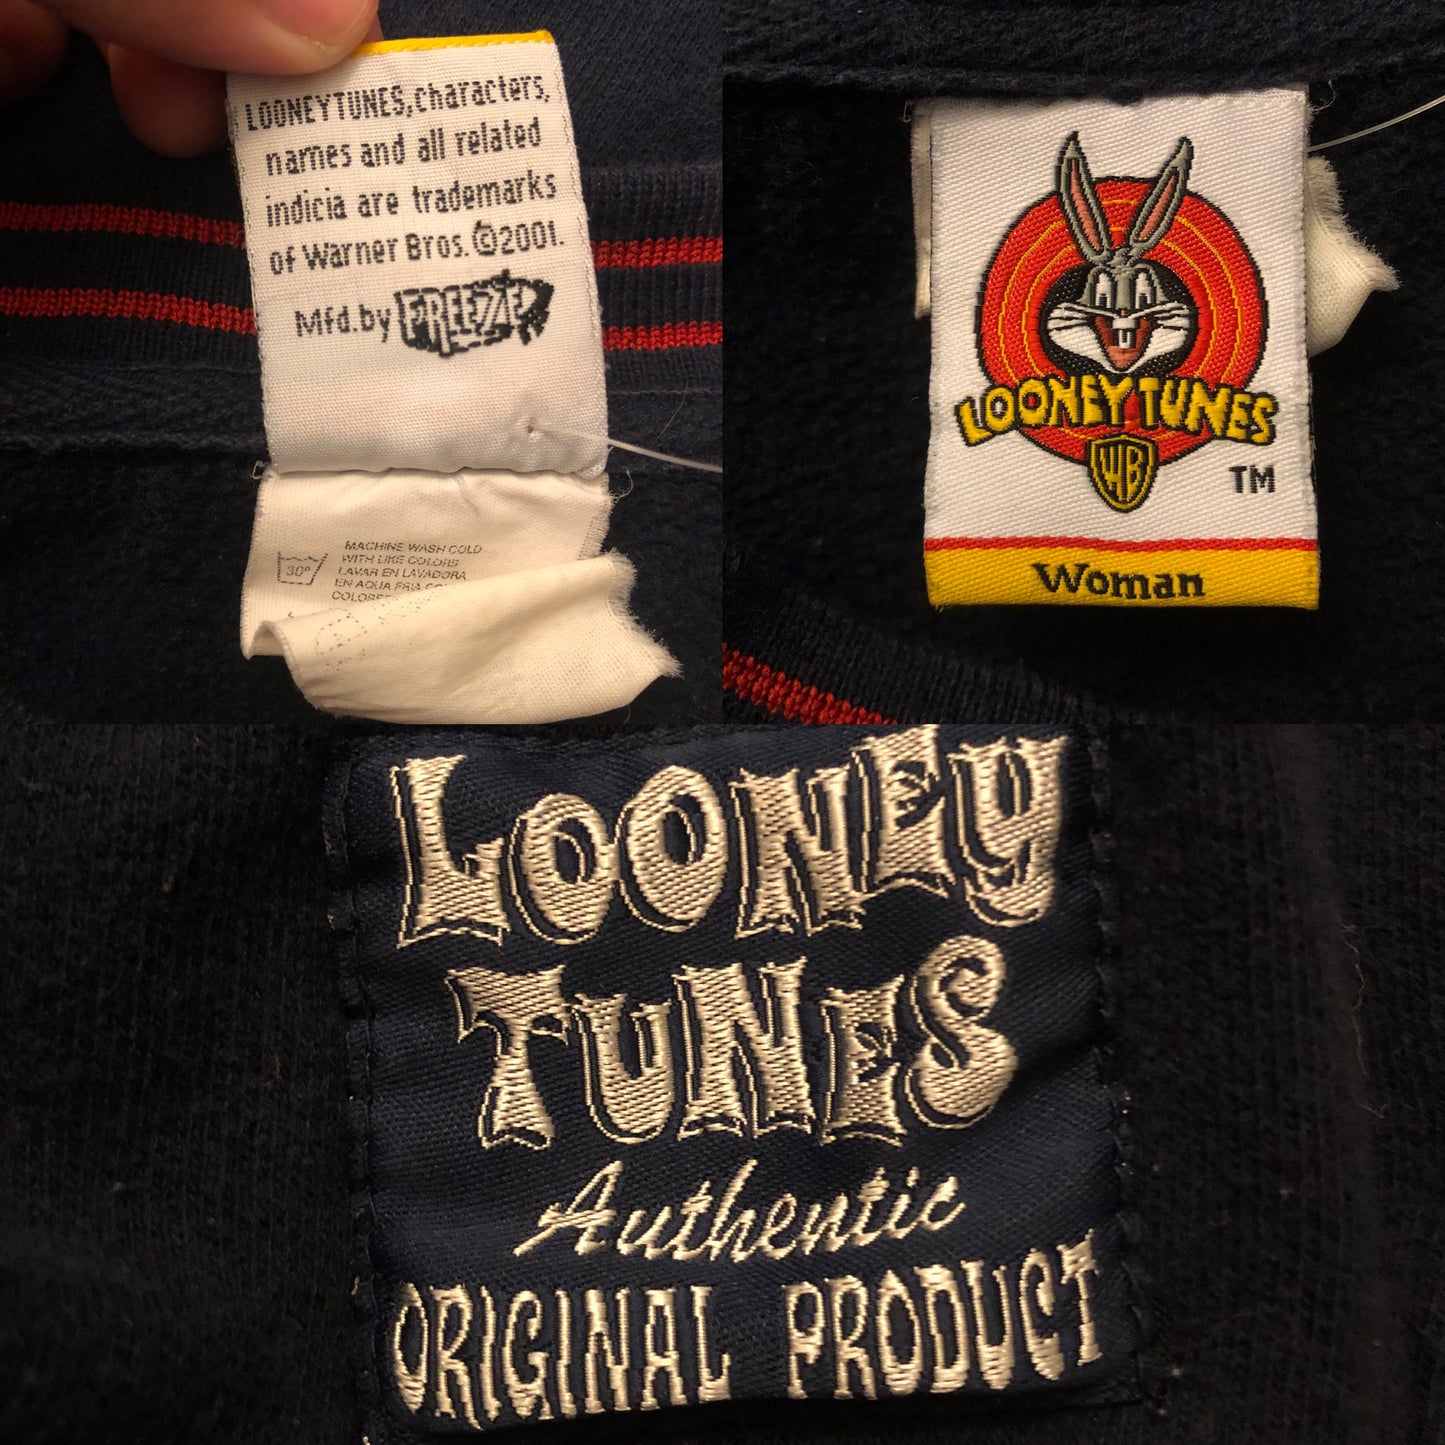 LOONEY TUNES, characters,
names and all related
indicia are trademarks
of Warner Bros. ©2001.
Mfd. by FREEZE
30°
MACHINE WASH COLD
WITH LIKE COLORS
LAVAR EN LAVADORA
EN AGUA FRIA
LOONEY TUNES
WB
TM
Woman
LOONEY
TUNES
Authentic
ORIGINAL PRODUCT